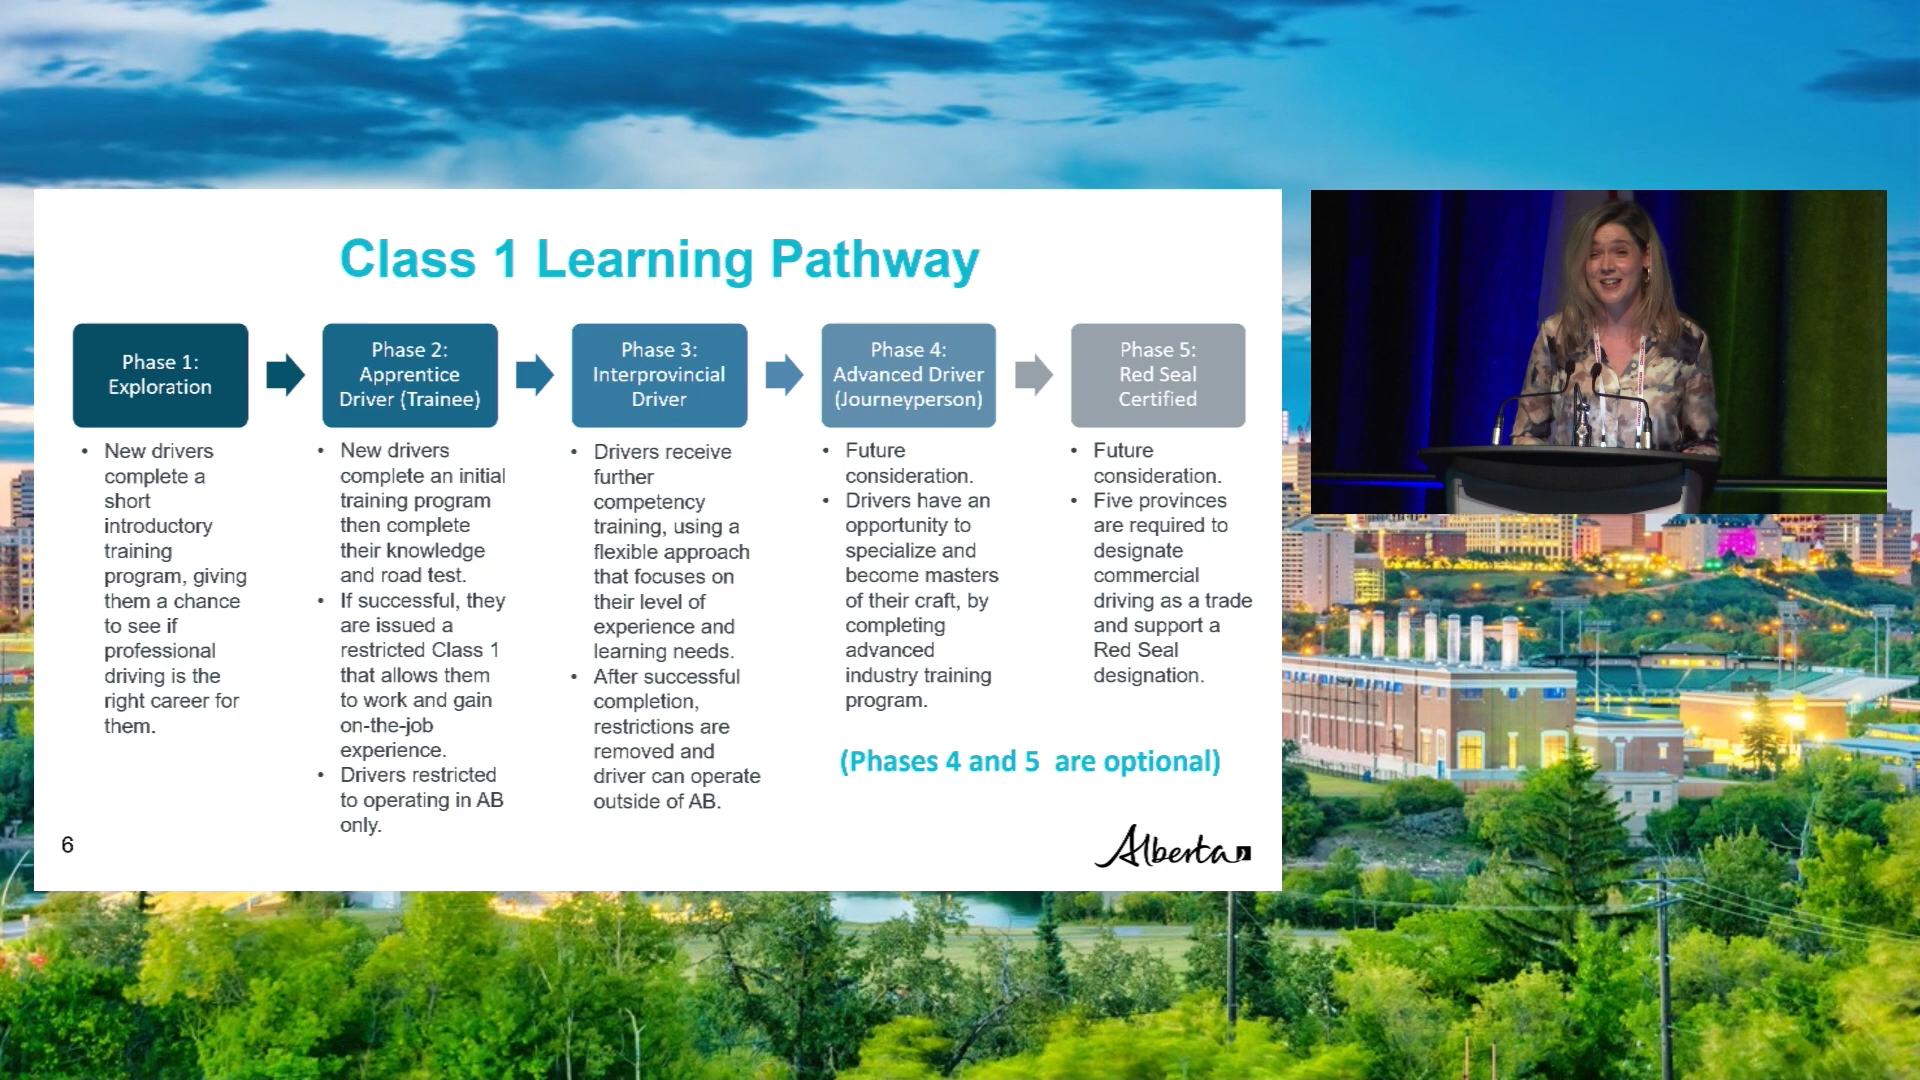 Class 1 Learning Pathway
Phase 1:
Exploration
• New drivers
complete a
short
introductory
training
program, giving
them a chance
to see if
professional
driving is the
right career for
them.
Phase 2:
Apprentice
Driver (Trainee)
• New drivers
complete an initial
training program
then complete
their knowledge
and road test.
• If successful, they
are issued a
restricted Class 1
that allows them
to work and gain
on-the-job
experience.
• Drivers restricted
to operating in AB
only.
Phase 3:
Interprovincial
Driver
• Drivers receive
further
competency
training, using a
flexible approach
that focuses on
their level of
experience and
learning needs.
• After successful
completion,
restrictions are
removed and
driver can operate
outside of AB.
Phase 4:
Advanced Driver
(Journeyperson)
• Future
consideration.
• Drivers have an
opportunity to
specialize and
become masters
of their craft, by
completing
advanced
industry training
program.
Phase 5:
Red Seal
Certified
• Future
consideration.
• Five provinces
are required to
designate
commercial
driving as a trade
and support a
Red Seal
designation.
(Phases 4 and 5 are optional)
6
Alberta